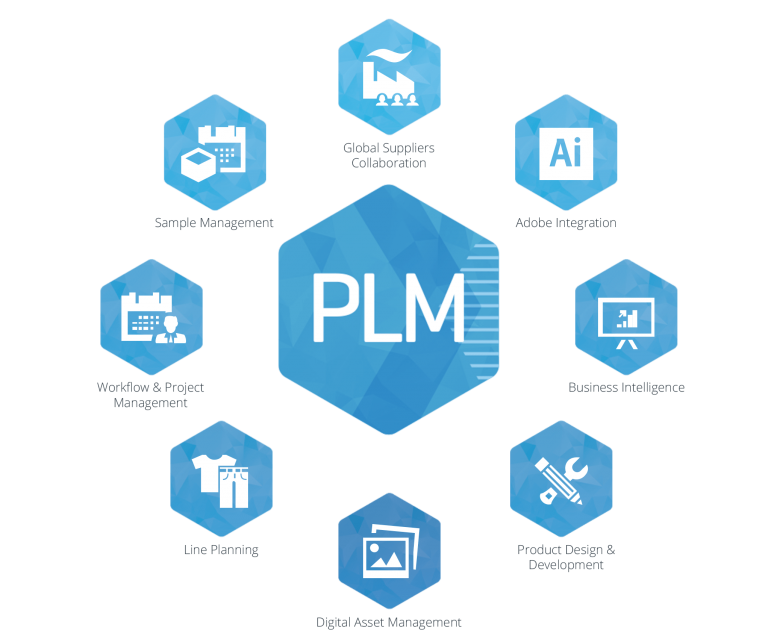 Global Suppliers
Collaboration
Ai
Sample Management
Adobe Integration
PLM
Workflow & Project
Management
Business Intelligence
Line Planning
Product Design &
Development
Digital Asset Management